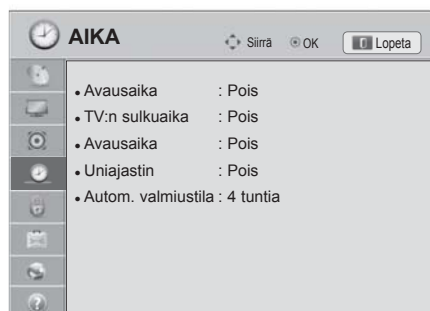 AIKA Siirrä OK Lopeta
• Avausaika : Pois
• TV:n sulkuaika : Pois
• Avausaika : Pois
• Uniajastin : Pois
• Autom. valmiustila : 4 tuntia